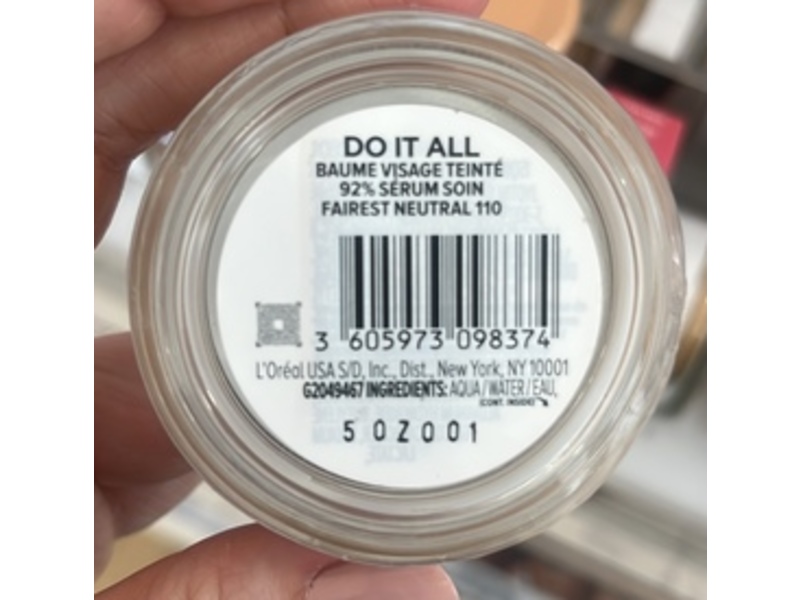 DO IT ALL
BAUME VISAGE TEINTÉ
92% SÉRUM SOIN
FAIREST NEUTRAL 110
3 605973 098374
L'Oréal USA S/D, Inc., Dist., New York, NY 10001
G2049467 INGREDIENTS: AQUA / WATER / EAU,
(CONT. INSIDE)
50Z001